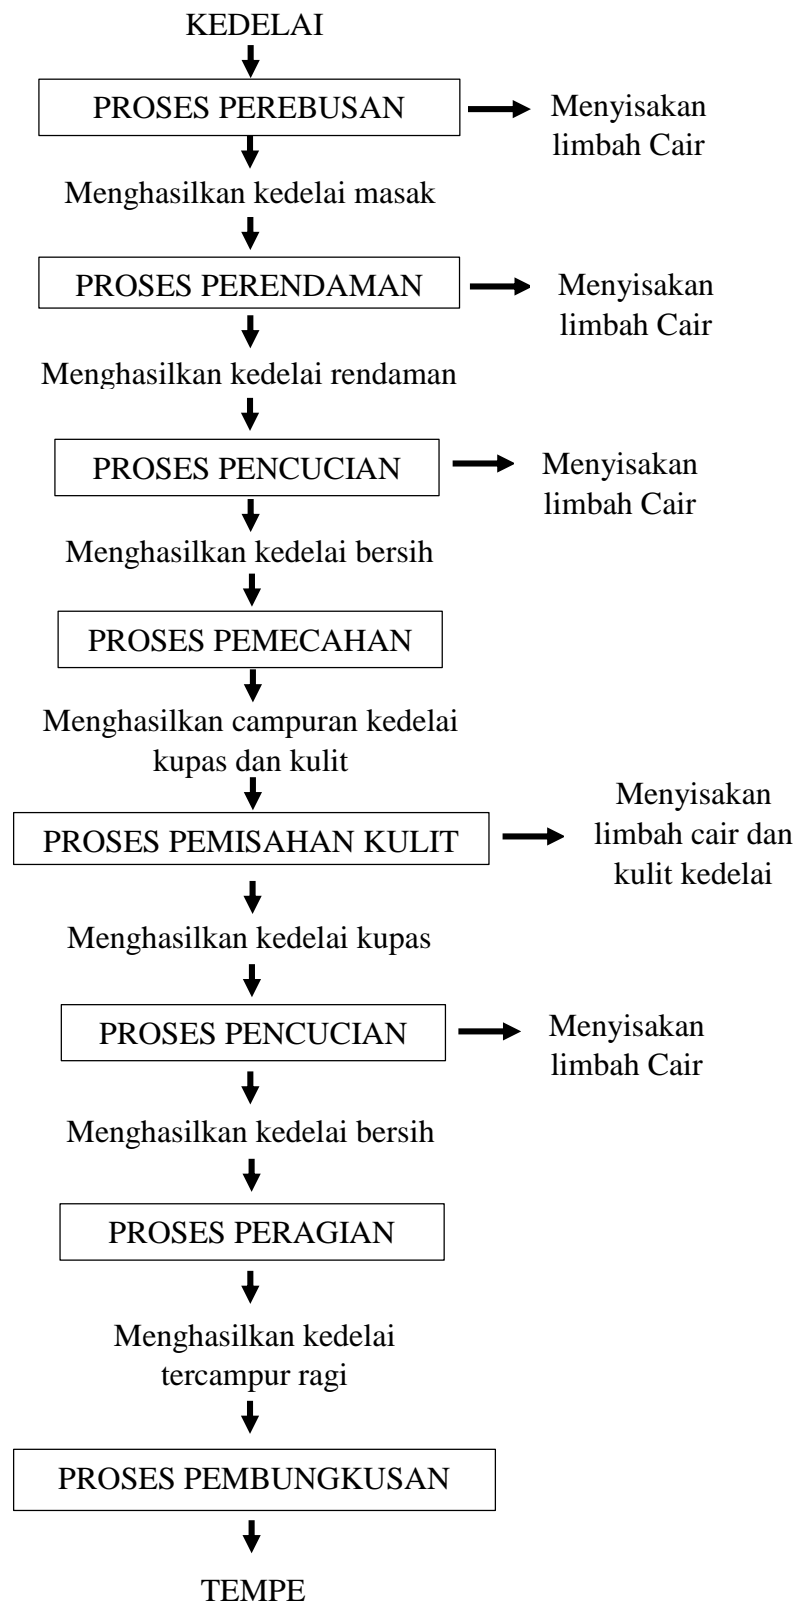 KEDELAI
PROSES PEREBUSAN
Menyisakan
limbah Cair
Menghasilkan kedelai masak
PROSES PERENDAMAN
Menyisakan
limbah Cair
Menghasilkan kedelai rendaman
PROSES PENCUCIAN
Menyisakan
limbah Cair
Menghasilkan kedelai bersih
PROSES PEMECAHAN
Menghasilkan campuran kedelai
kupas dan kulit
PROSES PEMISAHAN KULIT
Menyisakan
limbah cair dan
kulit kedelai
Menghasilkan kedelai kupas
PROSES PENCUCIAN
Menyisakan
limbah Cair
Menghasilkan kedelai bersih
PROSES PERAGIAN
Menghasilkan kedelai
tercampur ragi
PROSES PEMBUNGKUSAN
TEMPE